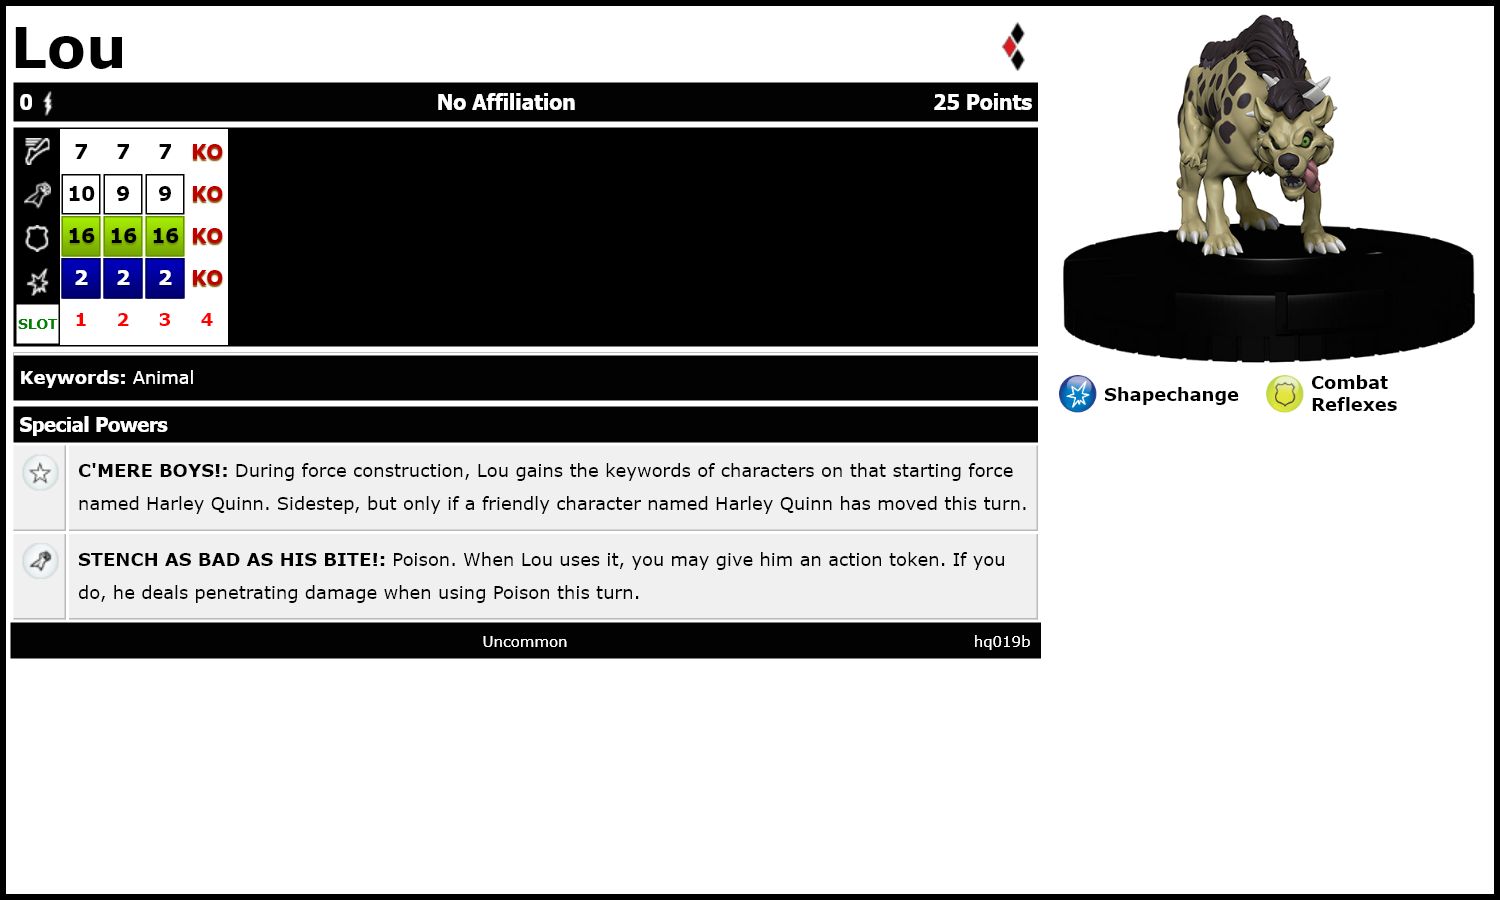 Lou
0 No Affiliation 25 Points
7 7 7 KO
10 9 9 KO
16 16 16 KO
2 2 2 KO
SLOT 1 2 3 4
Keywords: Animal
Special Powers
C'MERE BOYS!: During force construction, Lou gains the keywords of characters on that starting force
named Harley Quinn. Sidestep, but only if a friendly character named Harley Quinn has moved this turn.
STENCH AS BAD AS HIS BITE!: Poison. When Lou uses it, you may give him an action token. If you
do, he deals penetrating damage when using Poison this turn.
Uncommon hq019b
Shapechange
Combat
Reflexes